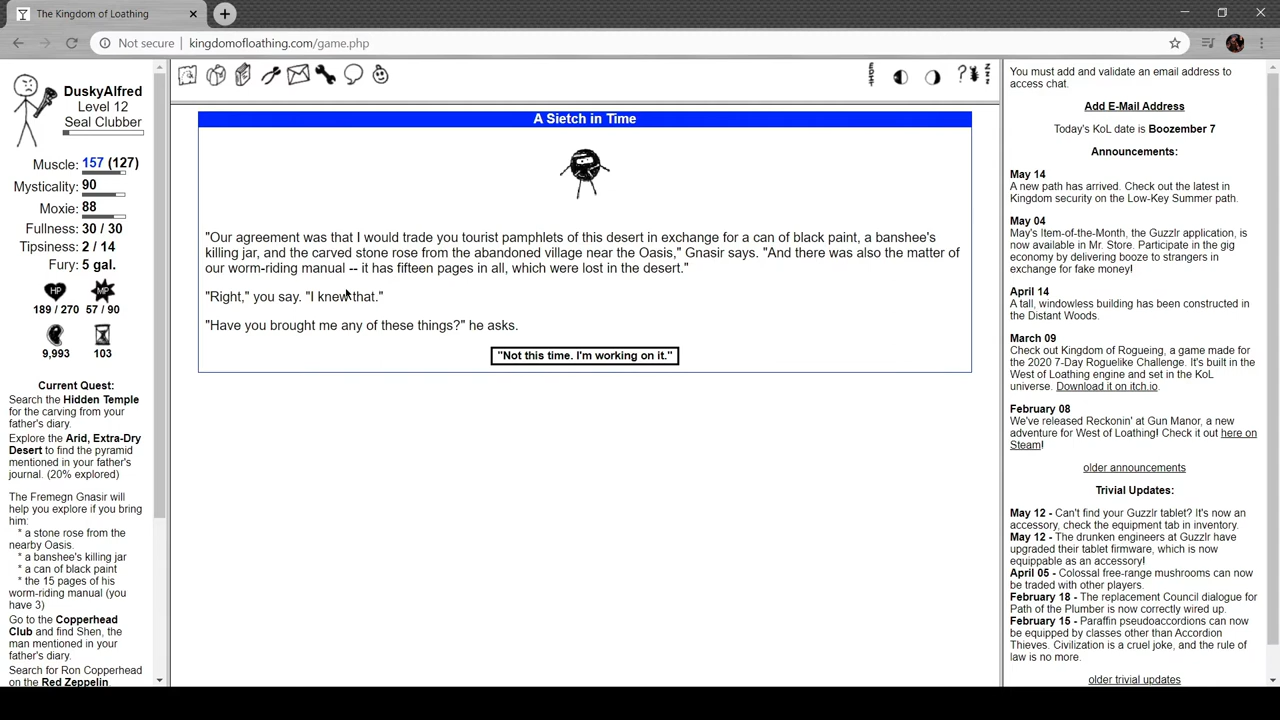 The Kingdom of Loathing
Not secure | kingdomofloathing.com/game.php
DuskyAlfred
Level 12
Seal Clubber
Muscle: 157 (127)
Mysticality: 90
Moxie: 88
Fullness: 30 / 30
Tipsiness: 2 / 14
Fury: 5 gal.
HP MP
189 / 270 57 / 90
9,993 103
Current Quest:
Search the Hidden Temple
for the carving from your
father's diary.
Explore the Arid, Extra-Dry
Desert to find the pyramid
mentioned in your father's
journal. (20% explored)
The Fremegn Gnasir will
help you explore if you bring
him:
* a stone rose from the
nearby Oasis.
* a banshee's killing jar
* a can of black paint
* the 15 pages of his
worm-riding manual (you
have 3)
Go to the Copperhead
Club and find Shen, the
man mentioned in your
father's diary.
Search for Ron Copperhead
on the Red Zeppelin.
A Sietch in Time
"Our agreement was that I would trade you tourist pamphlets of this desert in exchange for a can of black paint, a banshee's
killing jar, and the carved stone rose from the abandoned village near the Oasis," Gnasir says. "And there was also the matter of
our worm-riding manual -- it has fifteen pages in all, which were lost in the desert."
"Right," you say. "I knew that."
"Have you brought me any of these things?" he asks.
"Not this time. I'm working on it."
You must add and validate an email address to
access chat.
Add E-Mail Address
Today's KoL date is Boozember 7
Announcements:
May 14
A new path has arrived. Check out the latest in
Kingdom security on the Low-Key Summer path.
May 04
May's Item-of-the-Month, the Guzzlr application, is
now available in Mr. Store. Participate in the gig
economy by delivering booze to strangers in
exchange for fake money!
April 14
A tall, windowless building has been constructed in
the Distant Woods.
March 09
Check out Kingdom of Rogueing, a game made for
the 2020 7-Day Roguelike Challenge. It's built in the
West of Loathing engine and set in the KoL
universe. Download it on itch.io.
February 08
We've released Reckonin' at Gun Manor, a new
adventure for West of Loathing! Check it out here on
Steam!
older announcements
Trivial Updates:
May 12 - Can't find your Guzzlr tablet? It's now an
accessory, check the equipment tab in inventory.
May 12 - The drunken engineers at Guzzlr have
upgraded their tablet firmware, which is now
equippable as an accessory!
April 05 - Colossal free-range mushrooms can now
be traded with other players.
February 18 - The replacement Council dialogue for
Path of the Plumber is now correctly wired up.
February 15 - Paraffin pseudoaccordions can now
be equipped by classes other than Accordion
Thieves. Civilization is a cruel joke, and the rule of
law is no more.
older trivial updates